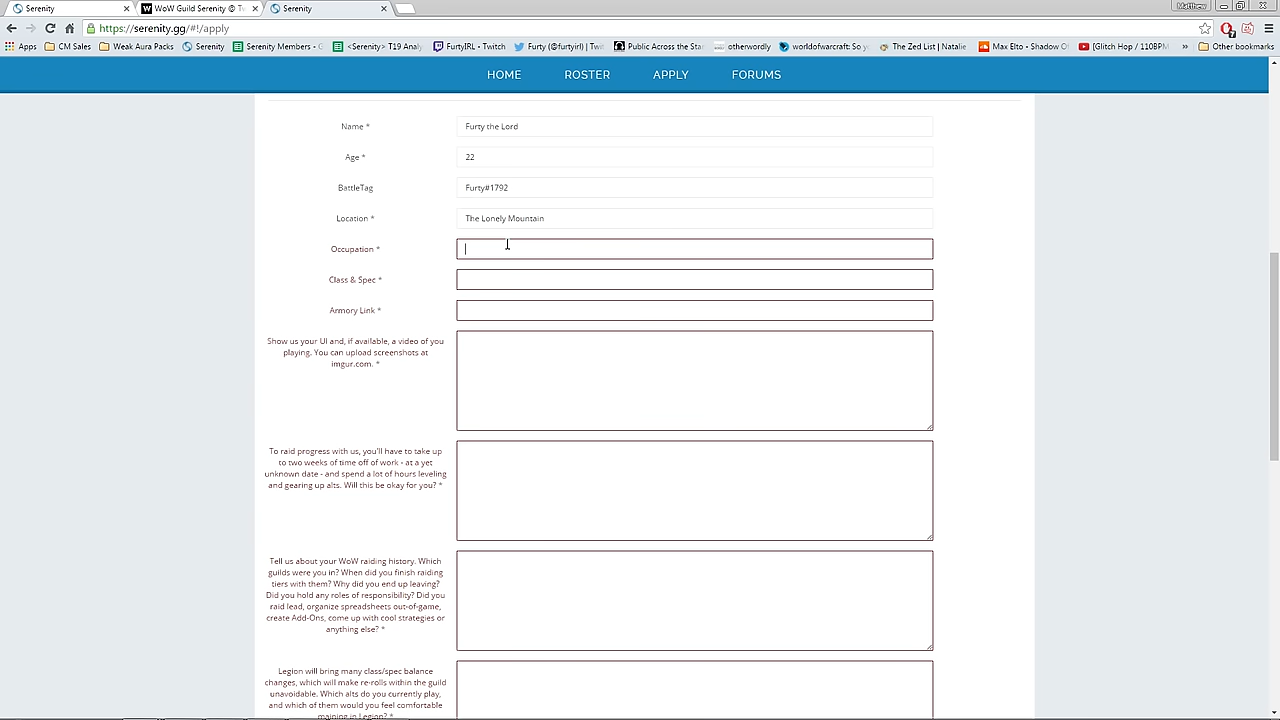 Serenity
WoW Guild Serenity @ Tw
Serenity
Matthew
https://serenity.gg/#!/apply
Apps
CM Sales
Weak Aura Packs
Serenity
Serenity Members - G
<Serenity> T19 Analy
FurtyIRL - Twitch
Furty (@furtyirl) | Twi
Public Across the Sta
otherwordly
worldofwarcraft: So y
The Zed List | Natalie
Max Elto - Shadow O
[Glitch Hop / 110BPM
»
Other bookmarks
HOME
ROSTER
APPLY
FORUMS
Name *
Furty the Lord
Age *
22
BattleTag
Furty#1792
Location *
The Lonely Mountain
Occupation *
Class & Spec *
Armory Link *
Show us your UI and, if available, a video of you
playing. You can upload screenshots at
imgur.com. *
To raid progress with us, you'll have to take up
to two weeks of time off of work - at a yet
unknown date - and spend a lot of hours leveling
and gearing up alts. Will this be okay for you? *
Tell us about your WoW raiding history. Which
guilds were you in? When did you finish raiding
tiers with them? Why did you end up leaving?
Did you hold any roles of responsibility? Did you
raid lead, organize spreadsheets out-of-game,
create Add-Ons, come up with cool strategies or
anything else? *
Legion will bring many class/spec balance
changes, which will make re-rolls within the guild
unavoidable. Which alts do you currently play,
and which of them would you feel comfortable
maining in Legion? *